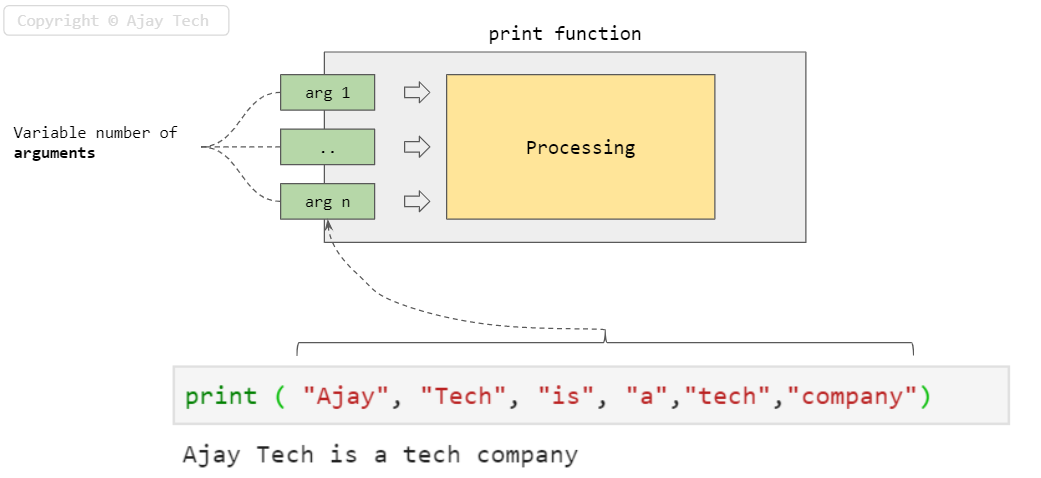 Copyright © Ajay Tech
print function
arg 1
Variable number of
arguments
..
Processing
arg n
print ( "Ajay", "Tech", "is", "a","tech","company")
Ajay Tech is a tech company